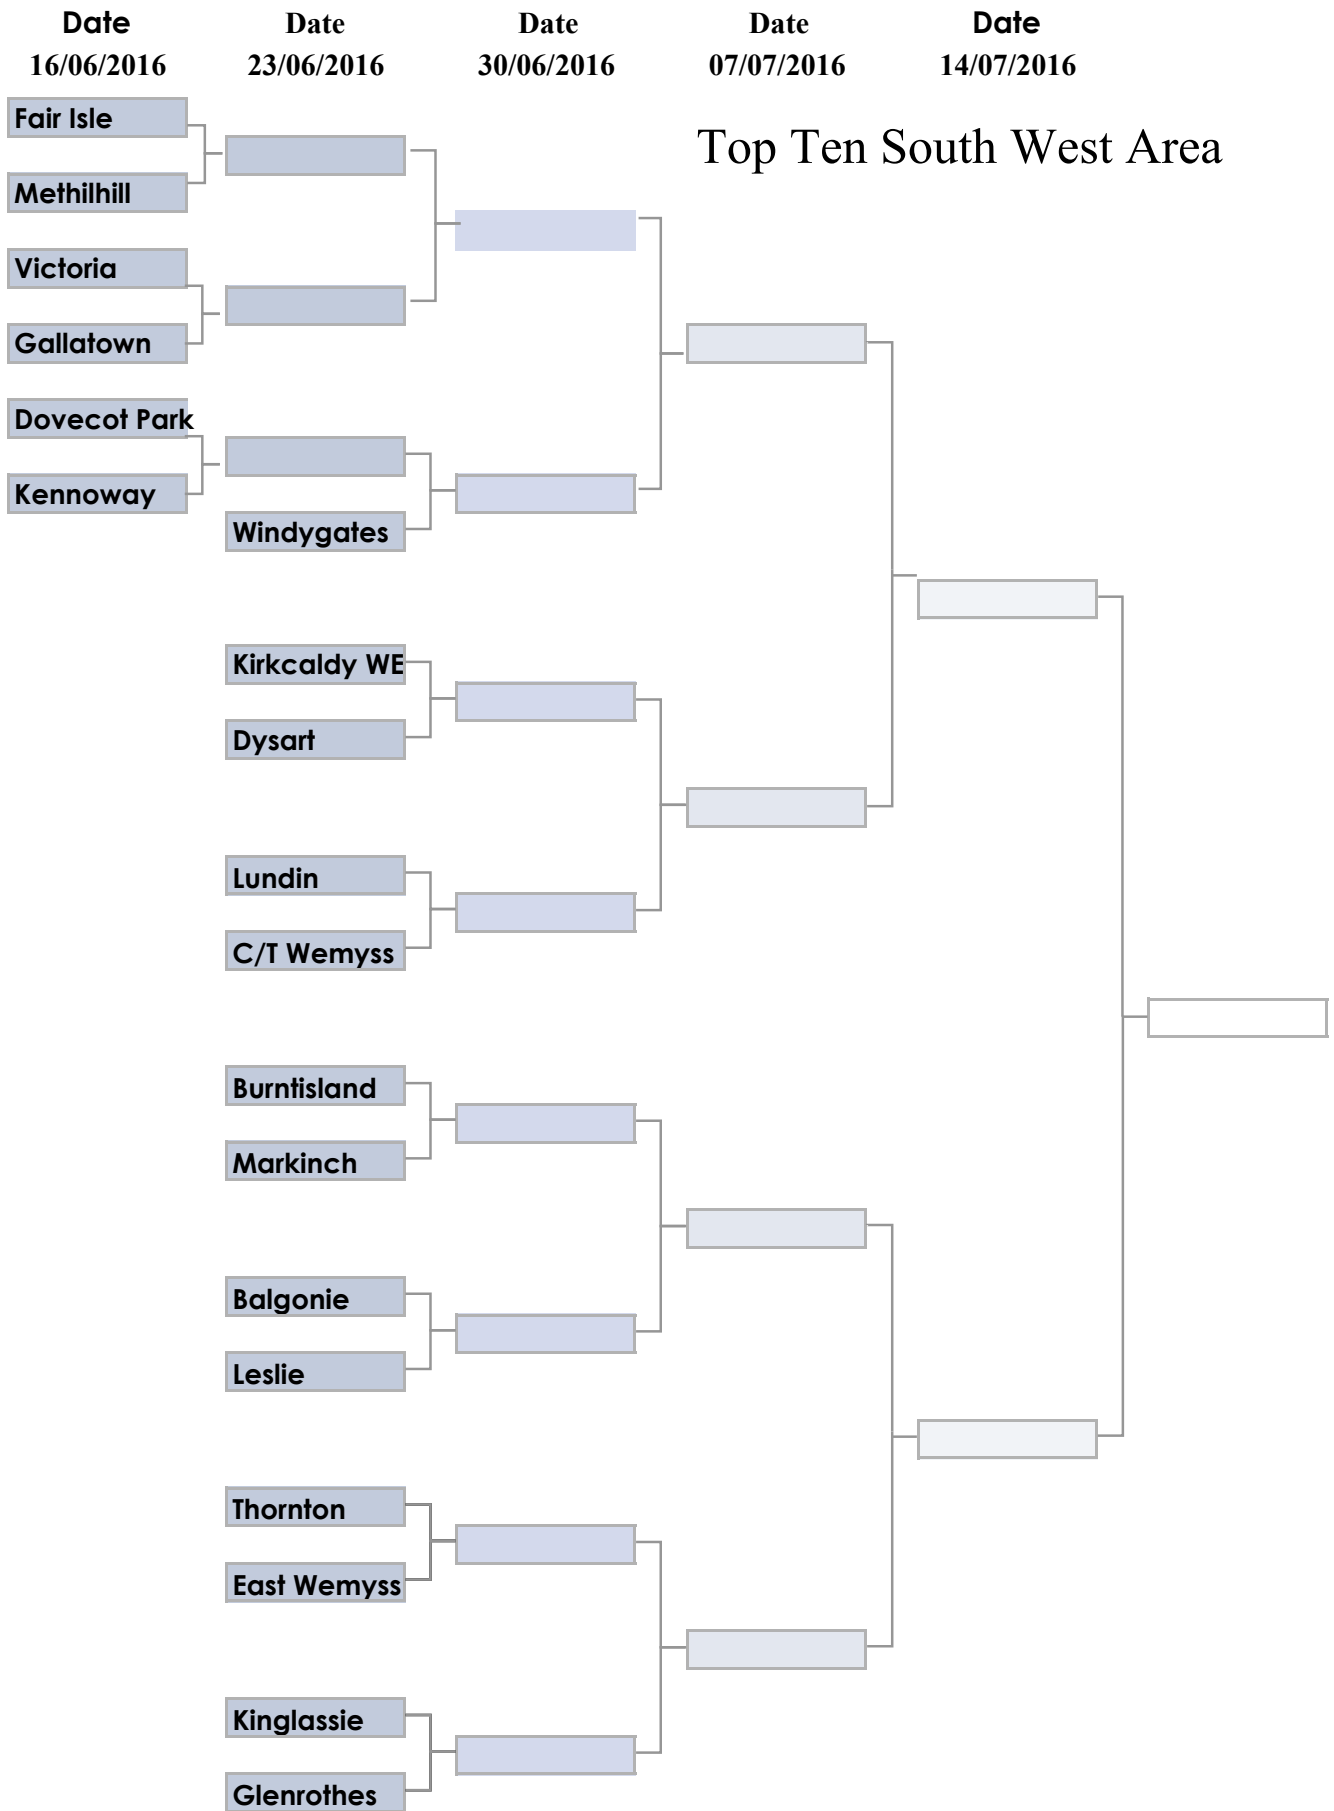 Date Date Date Date Date
16/06/2016 23/06/2016 30/06/2016 07/07/2016 14/07/2016
Top Ten South West Area
Fair Isle
Methilhill
Victoria
Gallatown
Dovecot Park
Kennoway
Windygates
Kirkcaldy WE
Dysart
Lundin
C/T Wemyss
Burntisland
Markinch
Balgonie
Leslie
Thornton
East Wemyss
Kinglassie
Glenrothes